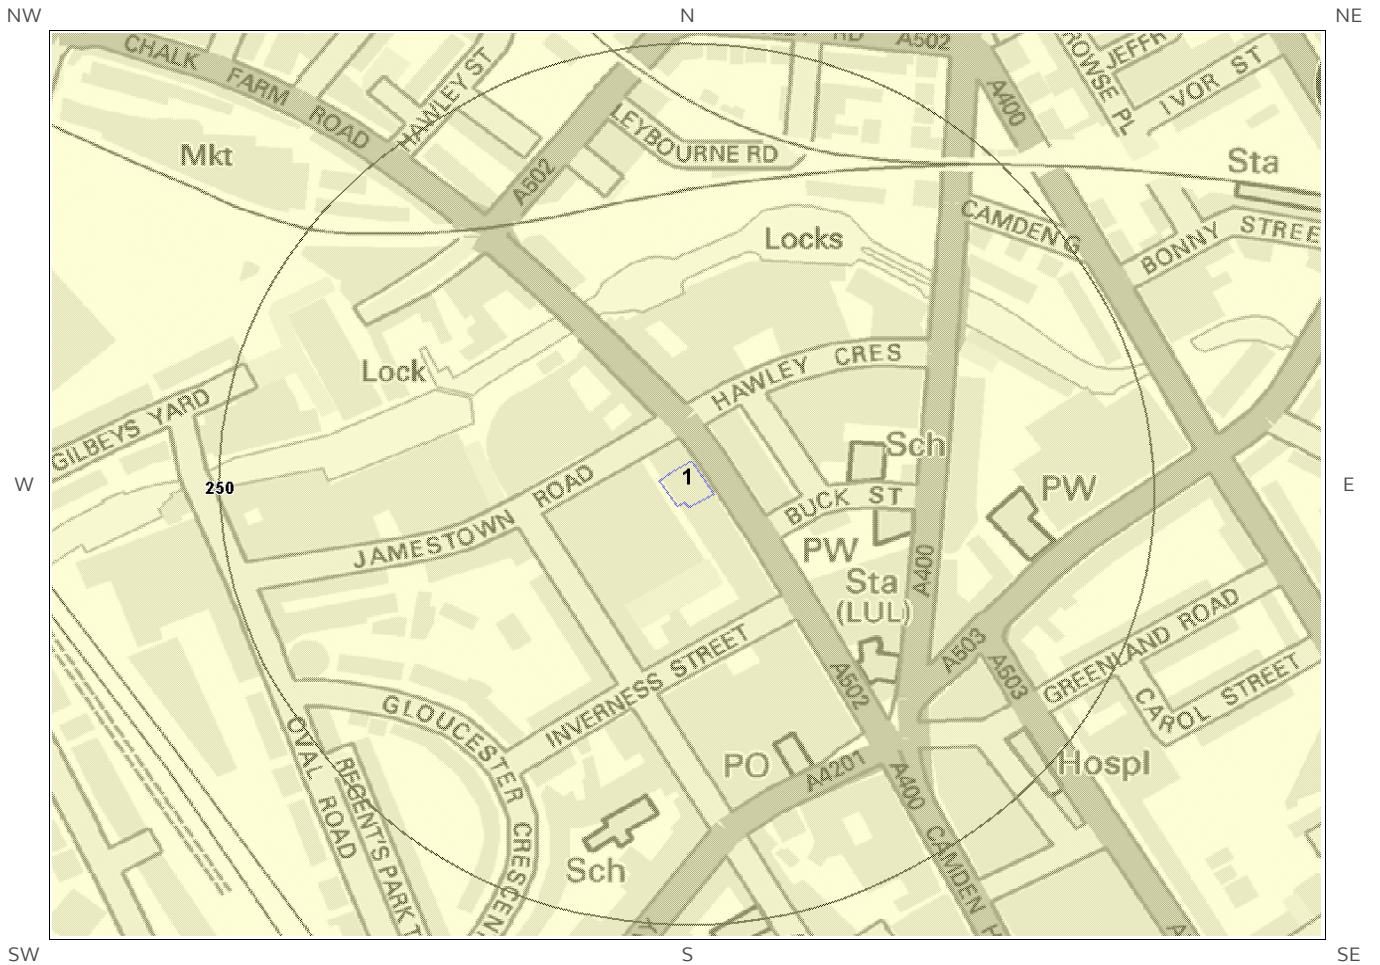 NW
N
NE
CHALK FARM ROAD
HAWLEY ST
RD
A502
A400
JEFFR
OWSE PL
IVOR ST
Mkt
A502
LEYBOURNE RD
Sta
CAMDEN G
BONNY STREE
Locks
Lock
HAWLEY CRES
GILBEYS YARD
Sch
W
250
1
JAMESTOWN ROAD
BUCK ST
PW
E
PW
A400
Sta
(LUL)
GREENLAND ROAD
A503
A503
INVERNESS STREET
A502
CAROL STREET
GLOUCESTER CRESCEN
OVAL ROAD
REGENT'S PARK T
PO
A4201
A400
Hospl
Sch
CAMDEN H
A
SW
S
SE